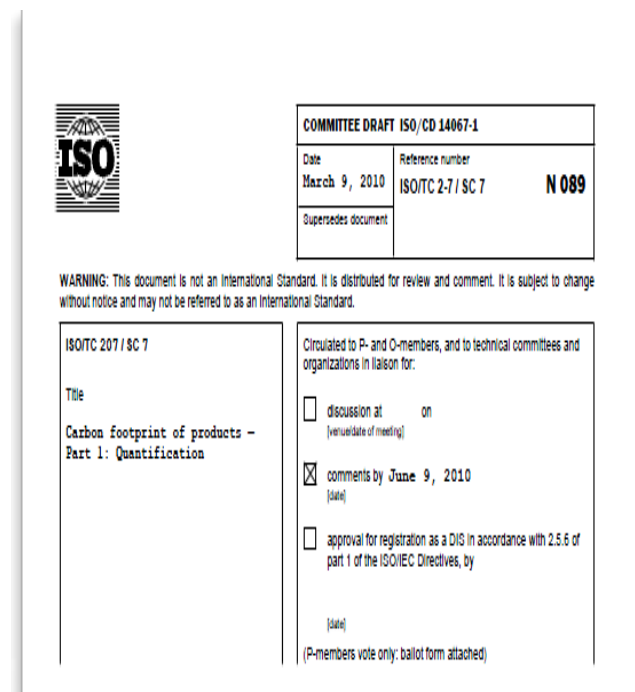 ISO
COMMITTEE DRAFT ISO/CD 14067-1
Date
March 9, 2010
Reference number
ISO/TC 2-7 / SC 7 N 089
Supersedes document
WARNING: This document is not an International Standard. It is distributed for review and comment. It is subject to change
without notice and may not be referred to as an International Standard.
ISO/TC 207 / SC 7
Title
Carbon footprint of products –
Part 1: Quantification
Circulated to P- and O-members, and to technical committees and
organizations in liaison for:
discussion at on
[venue/date of meeting]
comments by June 9, 2010
[date]
approval for registration as a DIS in accordance with 2.5.6 of
part 1 of the ISO/IEC Directives, by
[date]
(P-members vote only: ballot form attached)